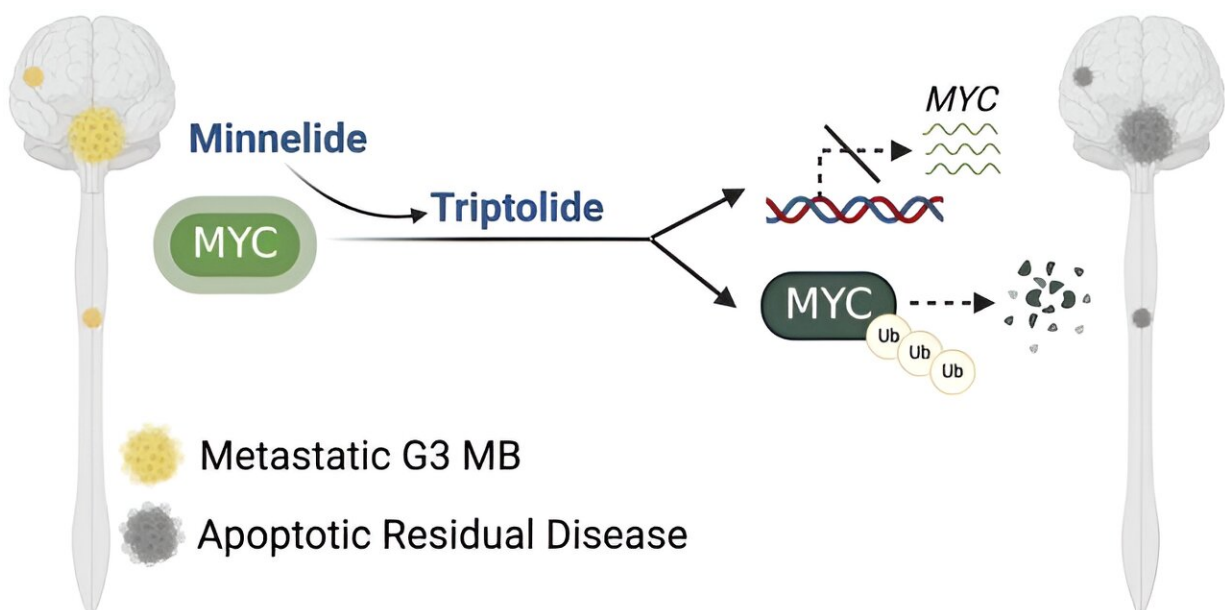 MYC
Minnelide
Triptolide
MYC
MYC
Ub
Ub
Ub
Metastatic G3 MB
Apoptotic Residual Disease